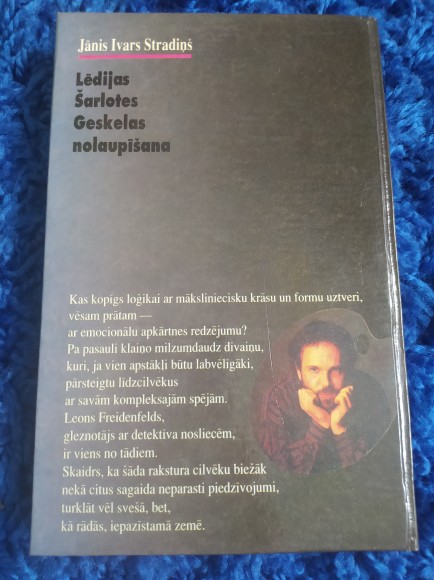 Jānis Ivars Stradiņš
Lēdijas
Šarlotes
Geskelas
nolaupīšana
Kas kopīgs loģikai ar māksliniecisku krāsu un formu uztveri,
vēsam prātam —
ar emocionālu apkārtnes redzējumu?
Pa pasauli klaiņo milzumdaudz divaiņu,
kuri, ja vien apstākļi būtu labvēlīgāki,
pārsteigtu līdzcilvēkus
ar savām kompleksajām spējām.
Leons Freidenfelds,
gleznotājs ar detektīva nosliecēm,
ir viens no tādiem.
Skaidrs, ka šāda rakstura cilvēku biežāk
nekā citus sagaida neparasti piedzīvojumi,
turklāt vēl svešā, bet,
kā rādās, iepazīstamā zemē.